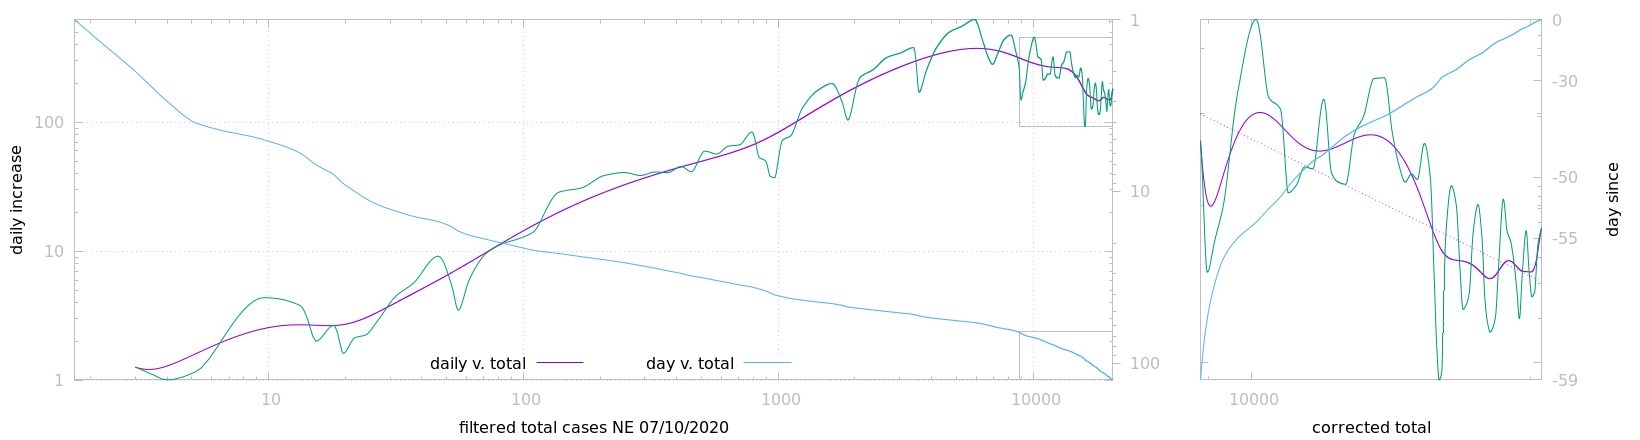 daily increase
100
10
1
10
100
1000
10000
1
10
100
daily v. total
day v. total
filtered total cases NE 07/10/2020
0
-30
-50
-55
-59
day since
10000
corrected total